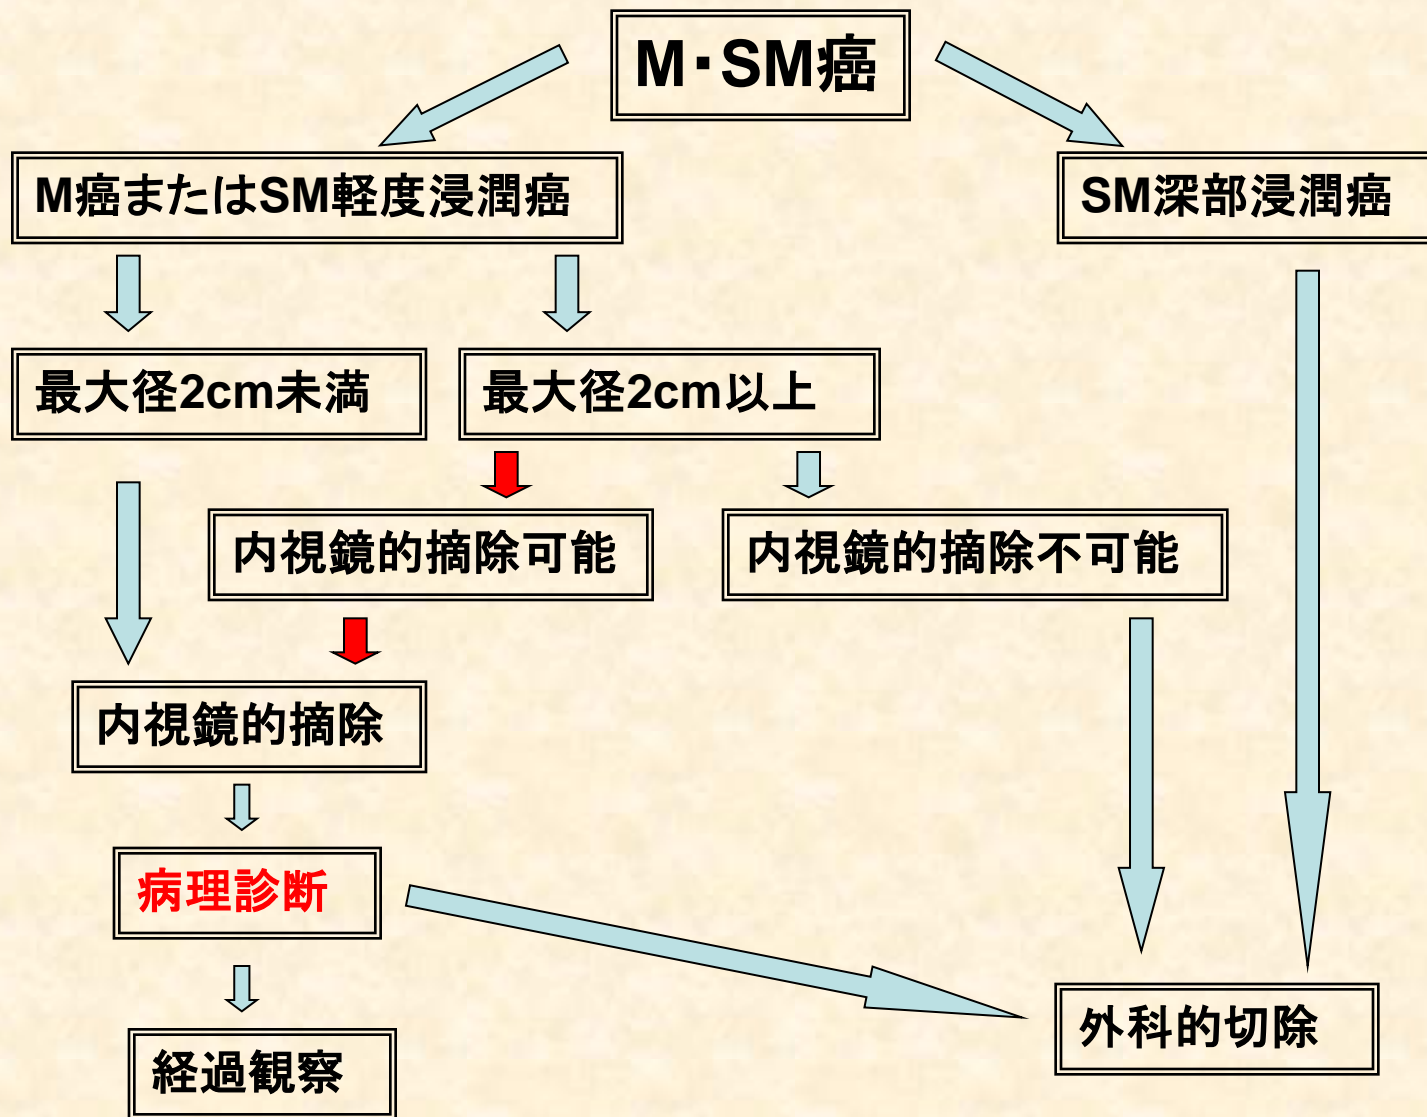 M・SM癌
M癌またはSM軽度浸潤癌
SM深部浸潤癌
最大径2cm未満
最大径2cm以上
内視鏡的摘除可能
内視鏡的摘除不可能
内視鏡的摘除
病理診断
外科的切除
経過観察